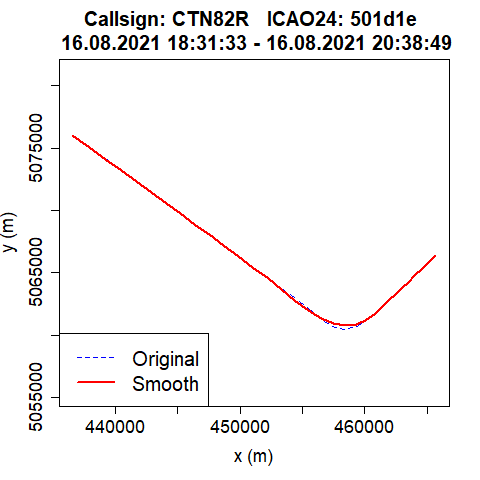 Callsign: CTN82R   ICAO24: 501d1e
16.08.2021 18:31:33 - 16.08.2021 20:38:49
y (m)
5075000
5065000
5055000
Original
Smooth
440000 450000 460000
x (m)